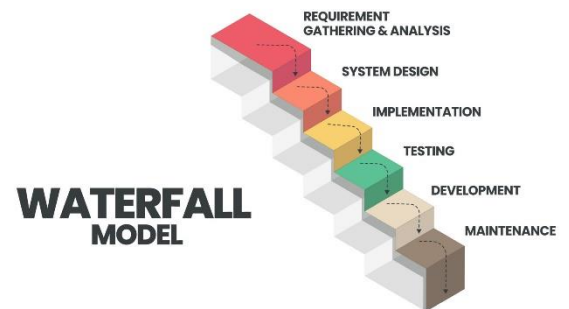 REQUIREMENT
GATHERING & ANALYSIS
SYSTEM DESIGN
IMPLEMENTATION
TESTING
DEVELOPMENT
MAINTENANCE
WATERFALL
MODEL